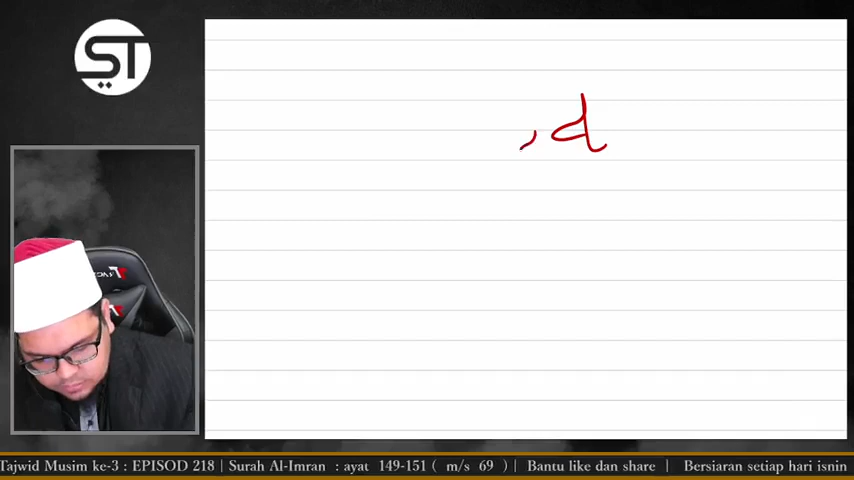 ST
Tajwid Musim ke-3 : EPISOD 218 | Surah Al-Imran : ayat 149-151 ( m/s 69 ) | Bantu like dan share | Bersiaran setiap hari isnin